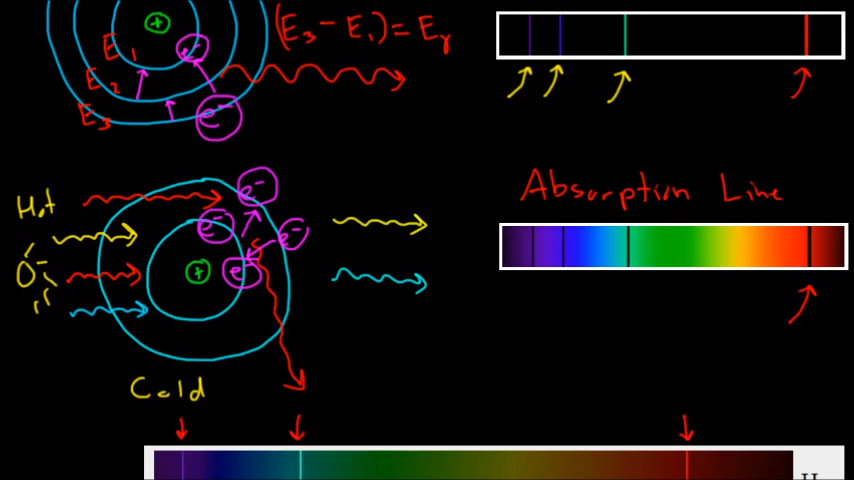 +
(E₃ - E₁) = Eᵧ
E₁
e⁻
E₂
E₃
e⁻
Absorption Line
Hot
e⁻
e⁻
e⁻
+
e⁻
Cold